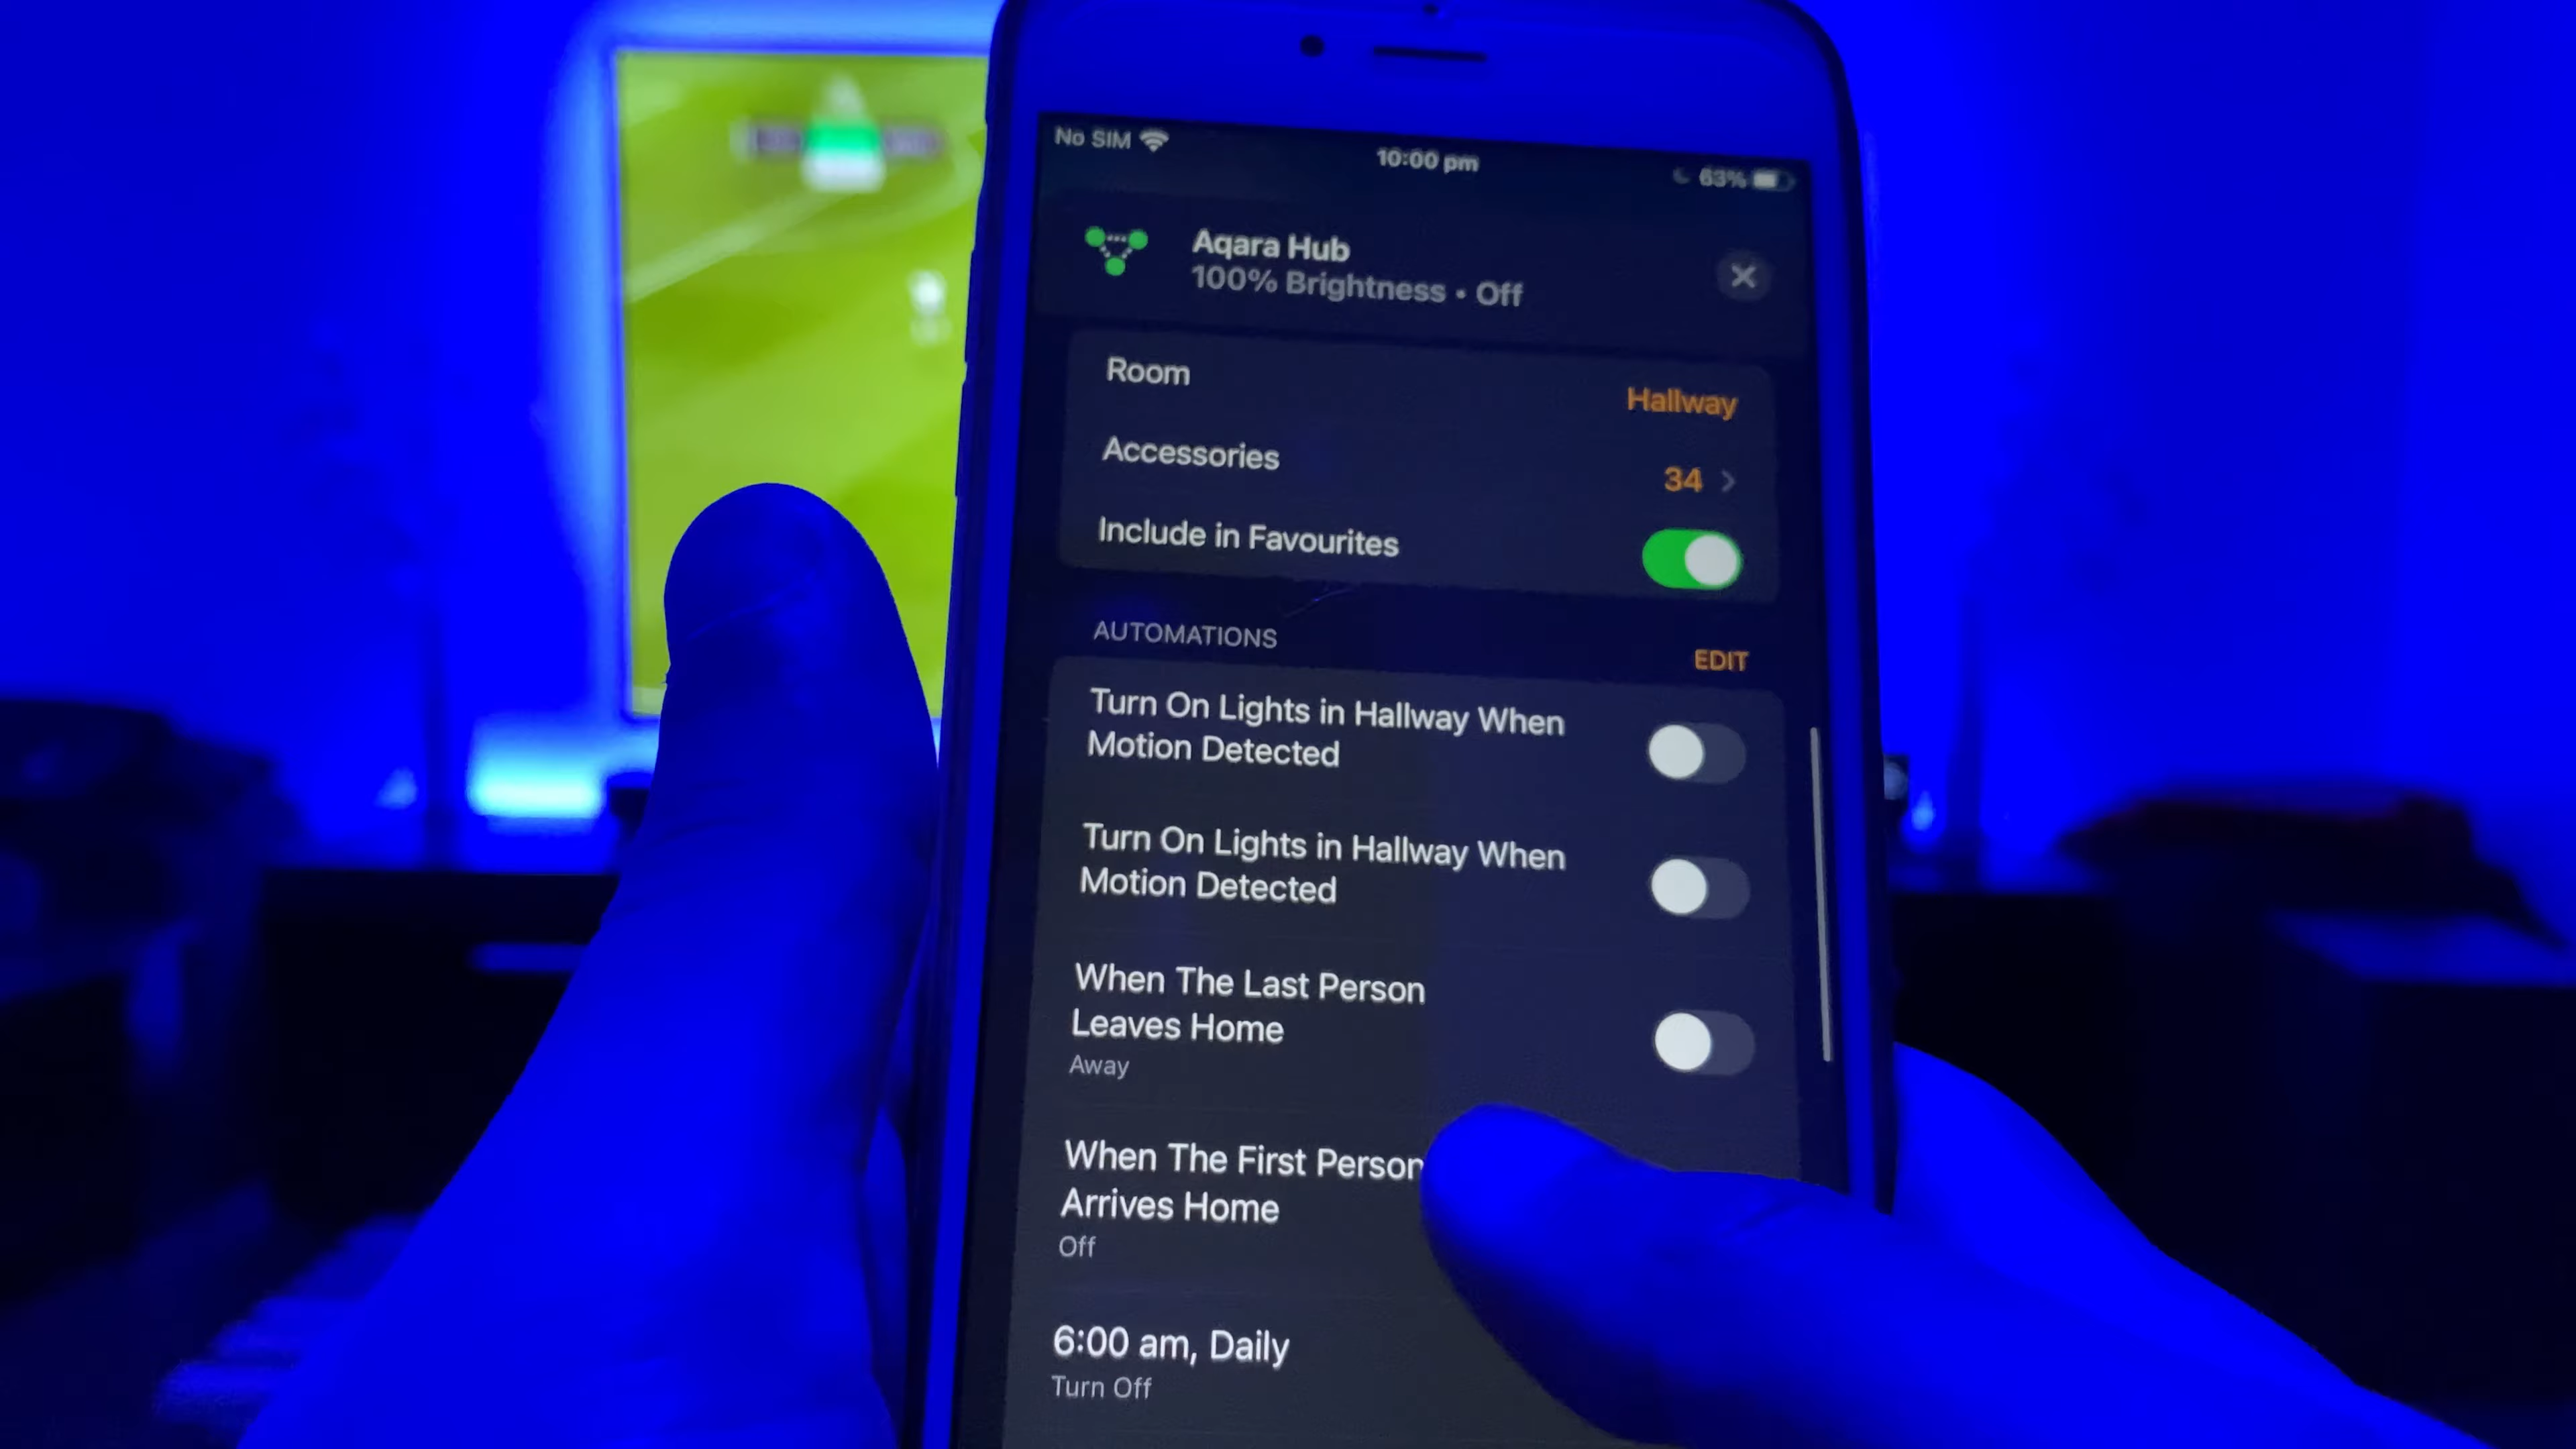 No SIM
10:00 pm
63%
Aqara Hub
100% Brightness • Off
Room
Hallway
Accessories
34
Include in Favourites
AUTOMATIONS
EDIT
Turn On Lights in Hallway When
Motion Detected
Turn On Lights in Hallway When
Motion Detected
When The Last Person
Leaves Home
Away
When The First Person
Arrives Home
Off
6:00 am, Daily
Turn Off